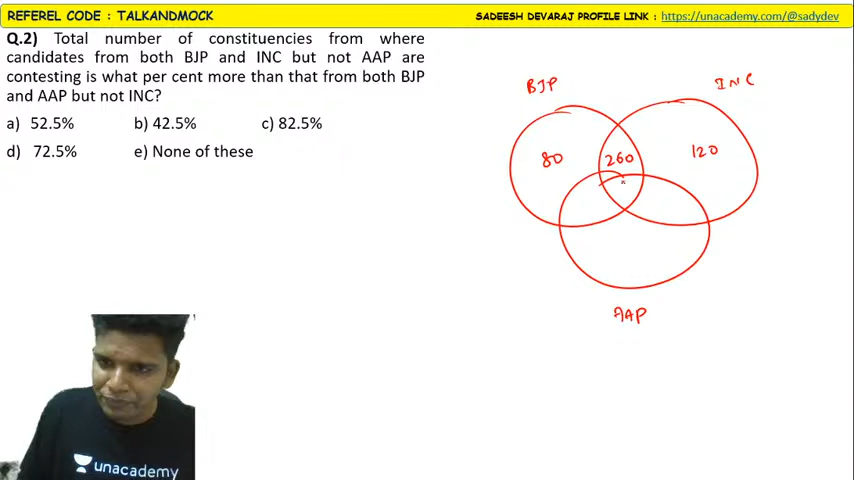 REFEREL CODE : TALKANDMOCK
SADEESH DEVARAJ PROFILE LINK : https://unacademy.com/@sadydev
Q.2) Total number of constituencies from where
candidates from both BJP and INC but not AAP are
contesting is what per cent more than that from both BJP
and AAP but not INC?
a) 52.5% b) 42.5% c) 82.5%
d) 72.5% e) None of these
BJP INC
80 260 120
AAP
unacademy